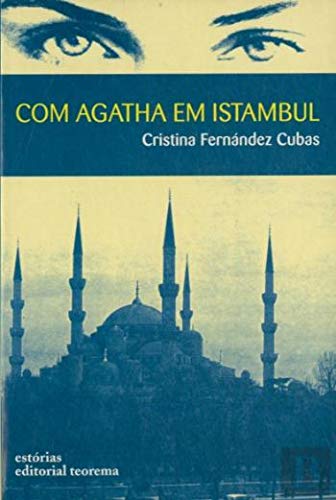 COM AGATHA EM ISTAMBUL
Cristina Fernández Cubas
estórias
editorial teorema